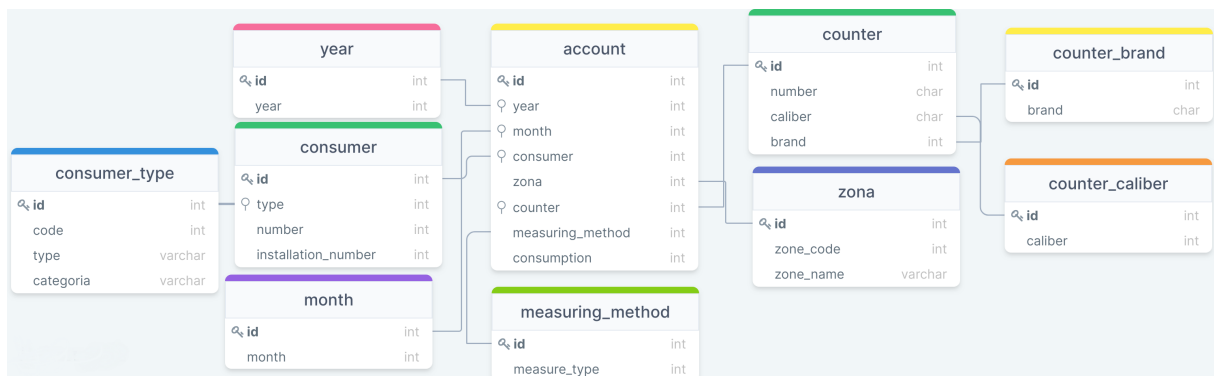 year
id int
year int
consumer_type
id int
code int
type varchar
categoria varchar
consumer
id int
type int
number int
installation_number int
month
id int
month int
account
id int
year int
month int
consumer int
zona int
counter int
measuring_method int
consumption int
measuring_method
id int
measure_type int
counter
id int
number char
caliber char
brand int
zona
id int
zone_code int
zone_name varchar
counter_brand
id int
brand char
counter_caliber
id int
caliber int